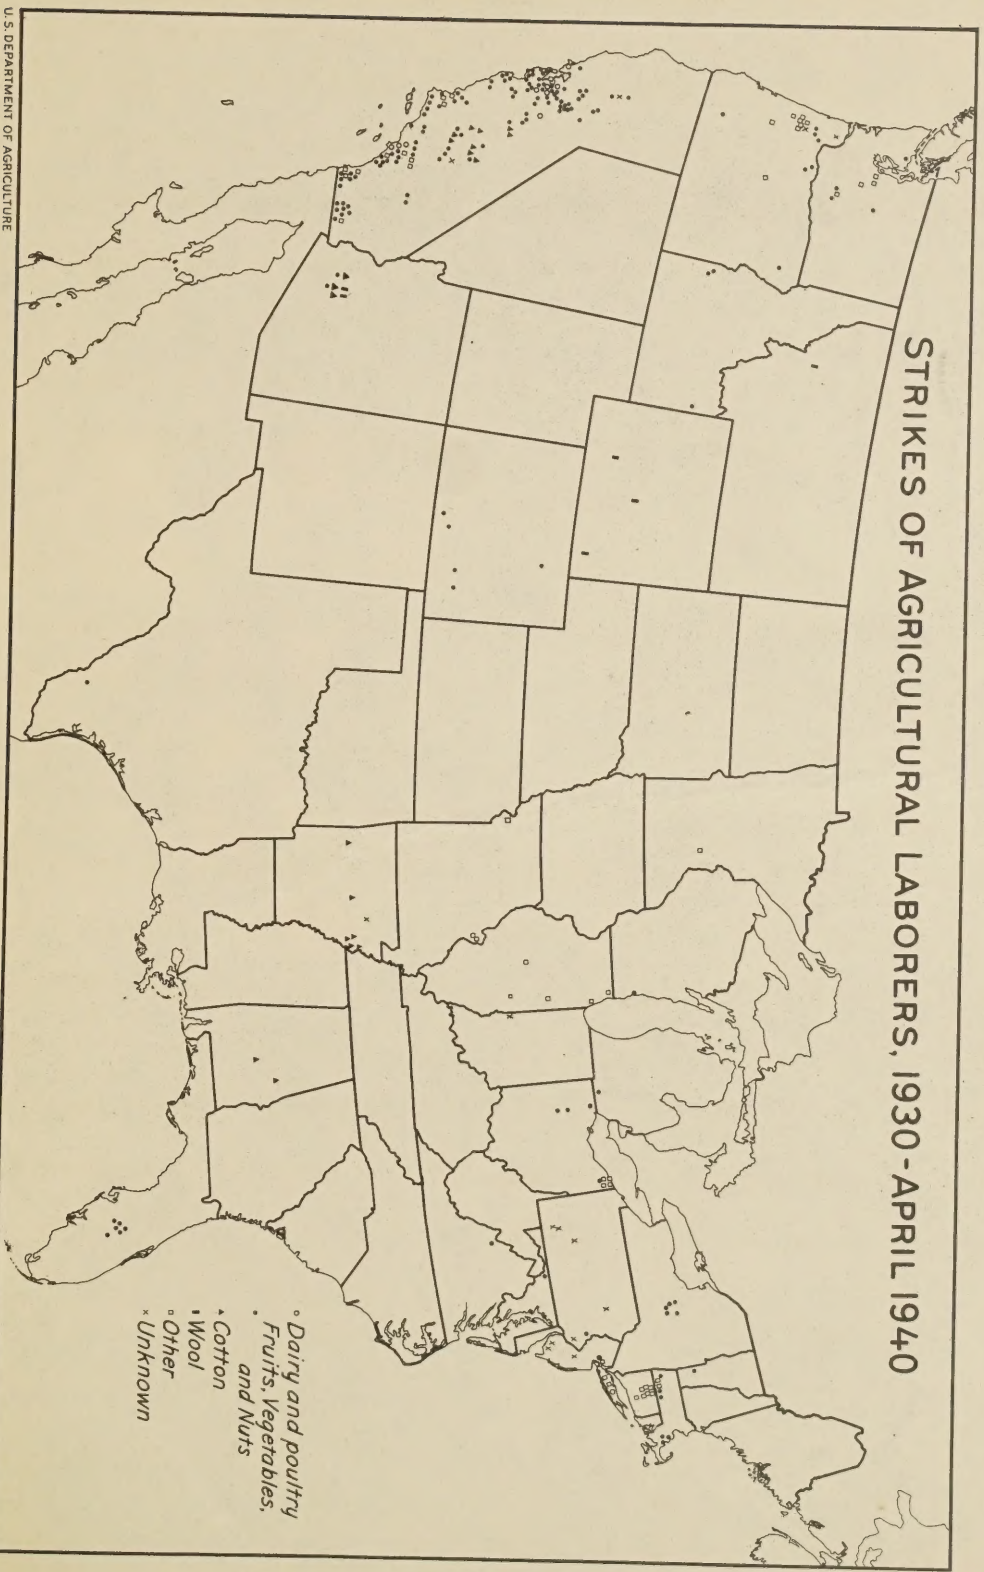 STRIKES OF AGRICULTURAL LABORERS, 1930-APRIL 1940
Dairy and poultry
Fruits, Vegetables,
and Nuts
Cotton
Wool
Other
Unknown
U. S. DEPARTMENT OF AGRICULTURE